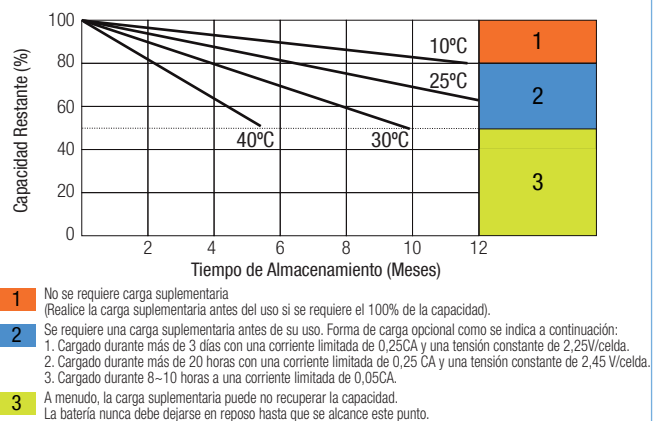 Capacidad Restante (%)
100
80
60
40
20
0
10ºC
25ºC
30ºC
40ºC
1
2
3
2
4
6
8
10
12
Tiempo de Almacenamiento (Meses)
1 No se requiere carga suplementaria
(Realice la carga suplementaria antes del uso si se requiere el 100% de la capacidad).
2 Se requiere una carga suplementaria antes de su uso. Forma de carga opcional como se indica a continuación:
1. Cargado durante más de 3 días con una corriente limitada de 0,25CA y una tensión constante de 2,25V/celda.
2. Cargado durante más de 20 horas con una corriente limitada de 0,25 CA y una tensión constante de 2,45 V/celda.
3. Cargado durante 8~10 horas a una corriente limitada de 0,05CA.
3 A menudo, la carga suplementaria puede no recuperar la capacidad.
La batería nunca debe dejarse en reposo hasta que se alcance este punto.